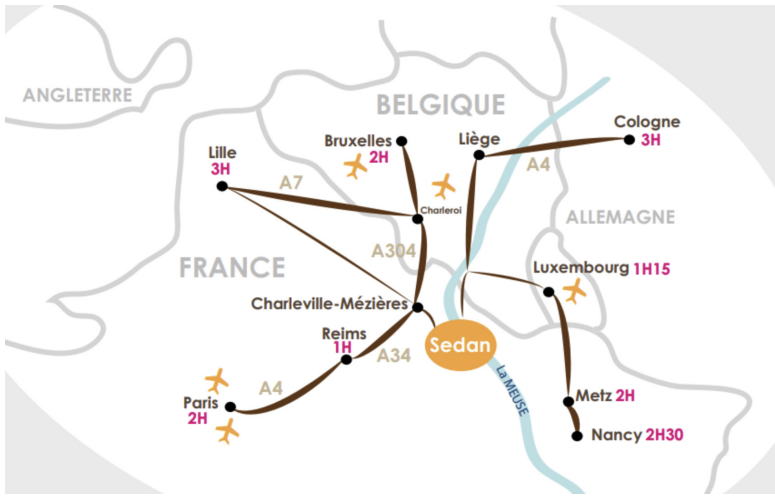 ANGLETERRE
BELGIQUE
Cologne
3H
Bruxelles
2H
Liège
Lille
3H
A4
A7
Charleroi
ALLEMAGNE
A304
FRANCE
Luxembourg 1H15
Charleville-Mézières
Reims
1H
Sedan
A34
A4
La MEUSE
Paris
2H
Metz 2H
Nancy 2H30